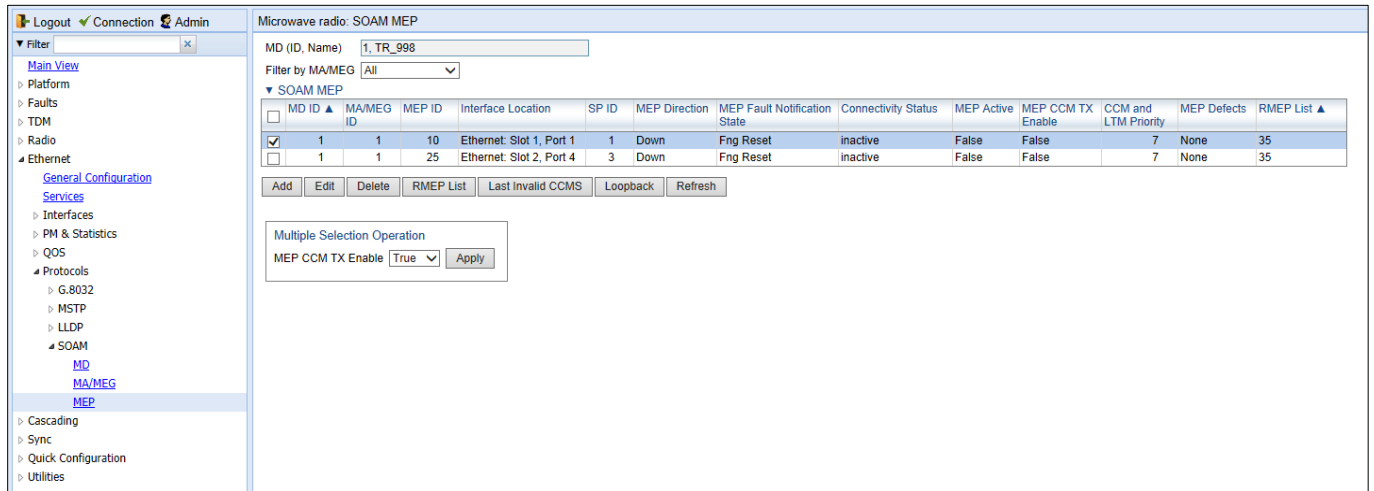 Logout Connection Admin
Filter
Main View
Platform
Faults
TDM
Radio
Ethernet
General Configuration
Services
Interfaces
PM & Statistics
QOS
Protocols
G.8032
MSTP
LLDP
SOAM
MD
MA/MEG
MEP
Cascading
Sync
Quick Configuration
Utilities
Microwave radio: SOAM MEP
MD (ID, Name) 1, TR_998
Filter by MA/MEG All
▼ SOAM MEP
MD ID ▲ MA/MEG ID MEP ID Interface Location SP ID MEP Direction MEP Fault Notification State Connectivity Status MEP Active MEP CCM TX Enable CCM and LTM Priority MEP Defects RMEP List ▲
1 1 10 Ethernet: Slot 1, Port 1 1 Down Fng Reset inactive False False 7 None 35
1 1 25 Ethernet: Slot 2, Port 4 3 Down Fng Reset inactive False False 7 None 35
Add Edit Delete RMEP List Last Invalid CCMS Loopback Refresh
Multiple Selection Operation
MEP CCM TX Enable True Apply